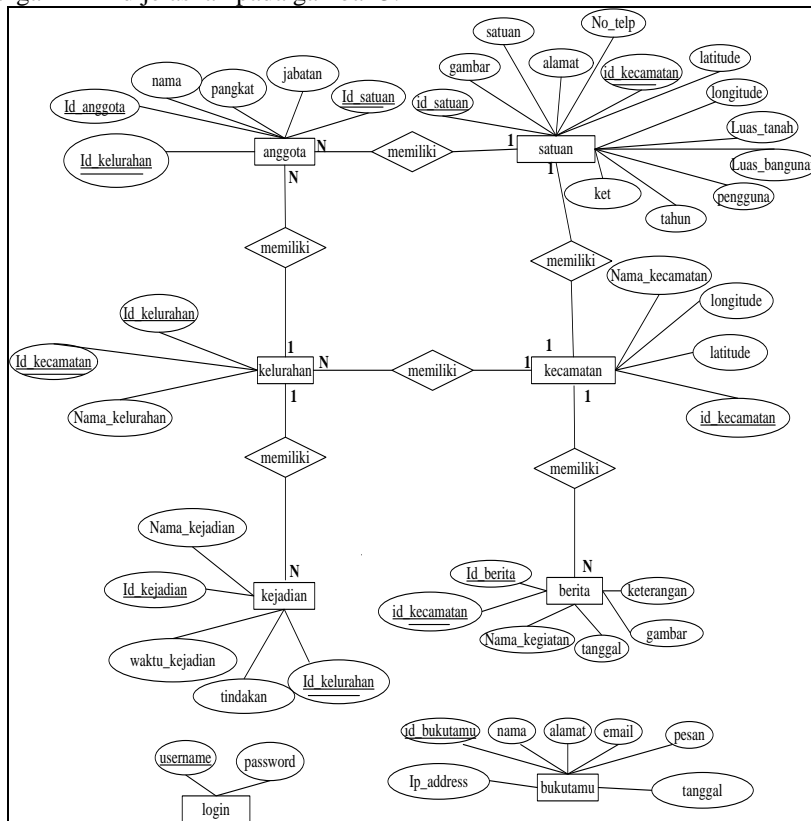 No_telp
satuan
latitude
nama
jabatan
gambar
alamat
pangkat
id_kecamatan
longitude
Id_anggota
Id_satuan
id_satuan
Luas_tanah
1
N
anggota
memiliki
satuan
Id_kelurahan
1
Luas_bangunan
N
ket
pengguna
tahun
memiliki
memiliki
Nama_kecamatan
longitude
Id_kelurahan
1
1
latitude
Id_kecamatan
N
1
kelurahan
memiliki
kecamatan
1
1
Nama_kelurahan
id_kecamatan
memiliki
memiliki
Nama_kejadian
N
N
Id_berita
Id_kejadian
kejadian
berita
keterangan
id_kecamatan
Nama_kegiatan
gambar
waktu_kejadian
tanggal
Id_kelurahan
tindakan
id_bukutamu
nama
alamat
email
pesan
username
password
Ip_address
bukutamu
tanggal
login